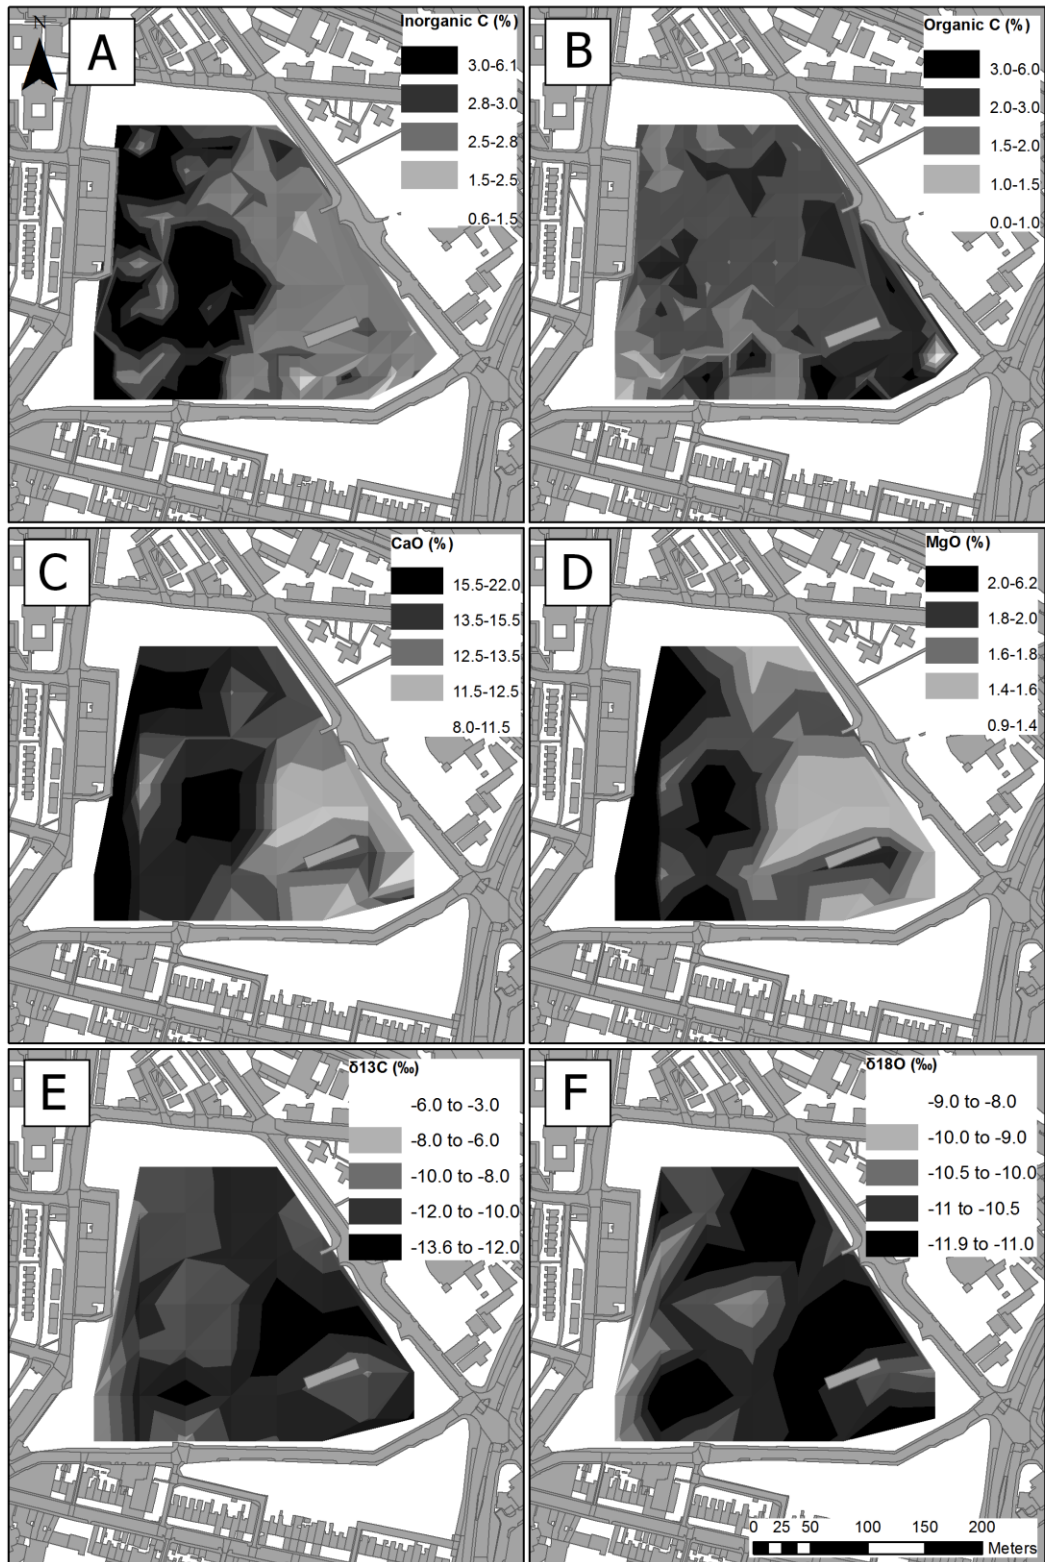 N
A
Inorganic C (%)
3.0-6.1
2.8-3.0
2.5-2.8
1.5-2.5
0.6-1.5
B
Organic C (%)
3.0-6.0
2.0-3.0
1.5-2.0
1.0-1.5
0.0-1.0
C
CaO (%)
15.5-22.0
13.5-15.5
12.5-13.5
11.5-12.5
8.0-11.5
D
MgO (%)
2.0-6.2
1.8-2.0
1.6-1.8
1.4-1.6
0.9-1.4
E
δ13C (‰)
-6.0 to -3.0
-8.0 to -6.0
-10.0 to -8.0
-12.0 to -10.0
-13.6 to -12.0
F
δ18O (‰)
-9.0 to -8.0
-10.0 to -9.0
-10.5 to -10.0
-11 to -10.5
-11.9 to -11.0
0 25 50 100 150 200
Meters